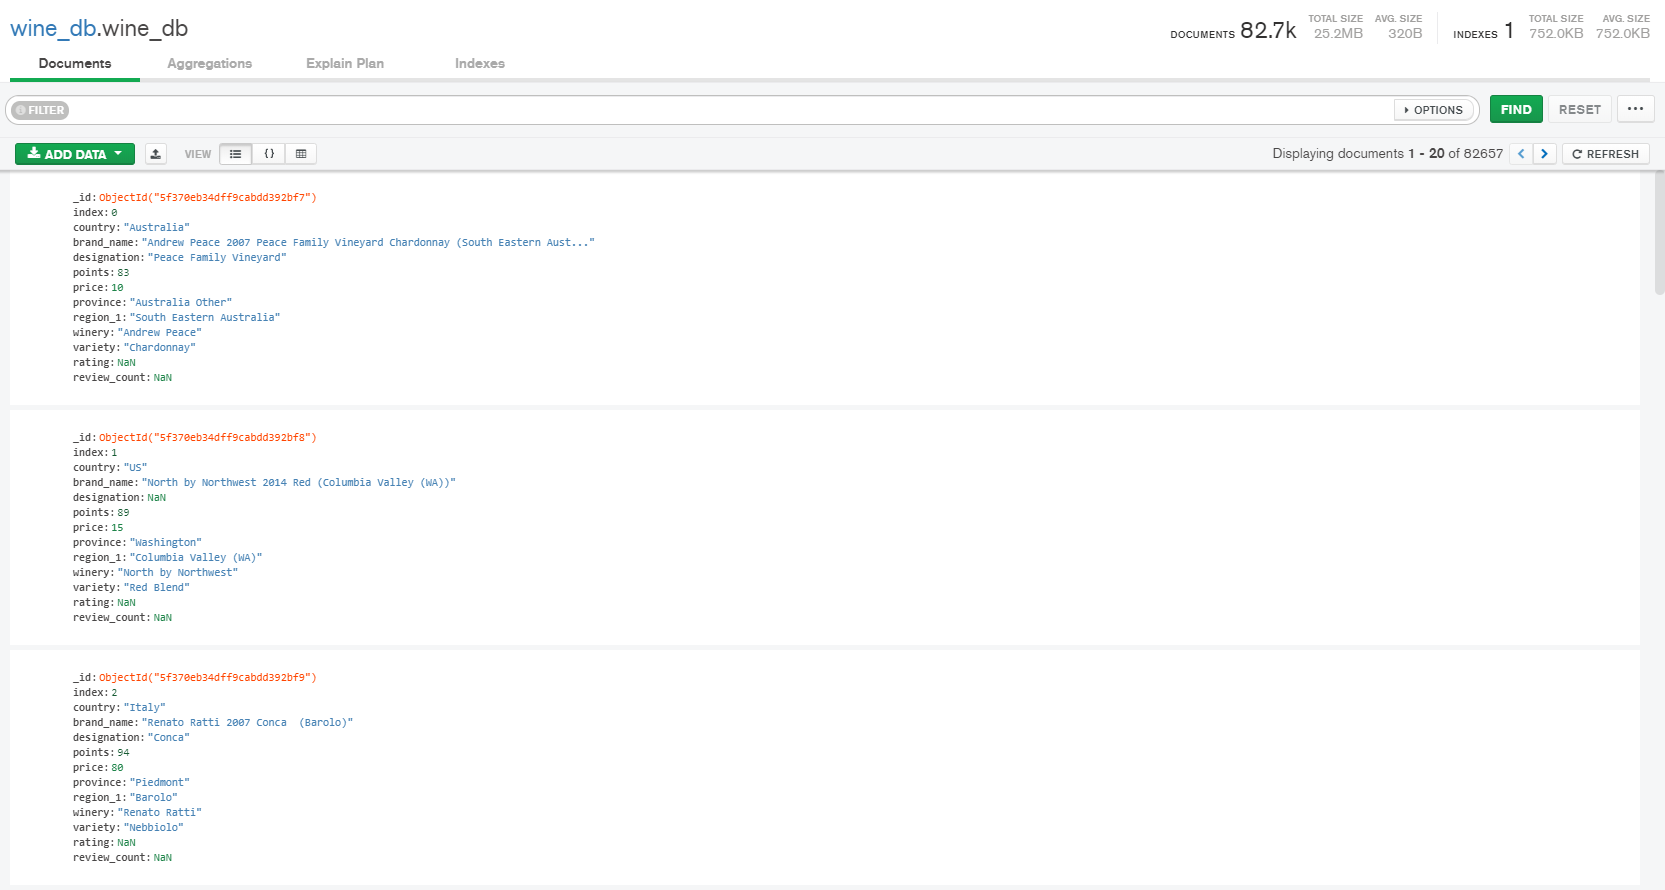 wine_db.wine_db
DOCUMENTS 82.7k TOTAL SIZE 25.2MB AVG. SIZE 320B INDEXES 1 TOTAL SIZE 752.0KB AVG. SIZE 752.0KB
Documents Aggregations Explain Plan Indexes
FILTER OPTIONS FIND RESET ...
ADD DATA VIEW {} Displaying documents 1 - 20 of 82657 < > REFRESH
_id: ObjectId("5f370eb34dff9cabdd392bf7")
index: 0
country: "Australia"
brand_name: "Andrew Peace 2007 Peace Family Vineyard Chardonnay (South Eastern Aust..."
designation: "Peace Family Vineyard"
points: 83
price: 10
province: "Australia Other"
region_1: "South Eastern Australia"
winery: "Andrew Peace"
variety: "Chardonnay"
rating: NaN
review_count: NaN
_id: ObjectId("5f370eb34dff9cabdd392bf8")
index: 1
country: "US"
brand_name: "North by Northwest 2014 Red (Columbia Valley (WA))"
designation: NaN
points: 89
price: 15
province: "Washington"
region_1: "Columbia Valley (WA)"
winery: "North by Northwest"
variety: "Red Blend"
rating: NaN
review_count: NaN
_id: ObjectId("5f370eb34dff9cabdd392bf9")
index: 2
country: "Italy"
brand_name: "Renato Ratti 2007 Conca  (Barolo)"
designation: "Conca"
points: 94
price: 80
province: "Piedmont"
region_1: "Barolo"
winery: "Renato Ratti"
variety: "Nebbiolo"
rating: NaN
review_count: NaN